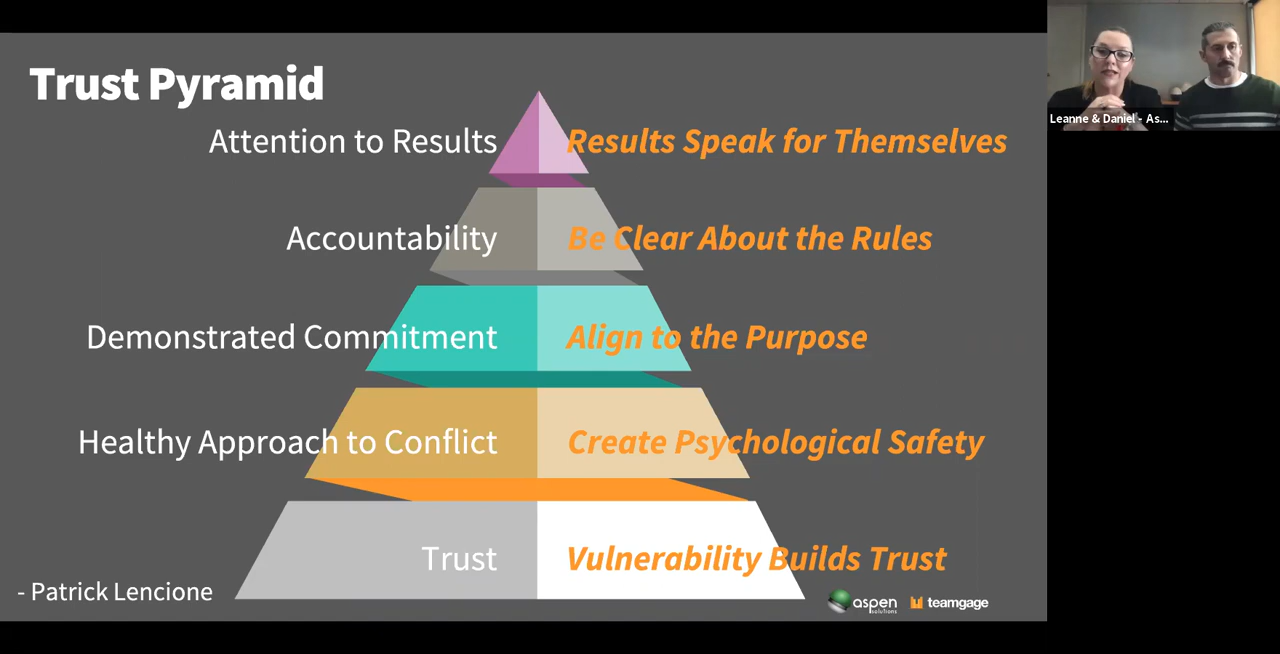 Trust Pyramid
Attention to Results
Results Speak for Themselves
Accountability
Be Clear About the Rules
Demonstrated Commitment
Align to the Purpose
Healthy Approach to Conflict
Create Psychological Safety
Trust
Vulnerability Builds Trust
- Patrick Lencione
aspen
solutions
teamgage
Leanne & Daniel - As...